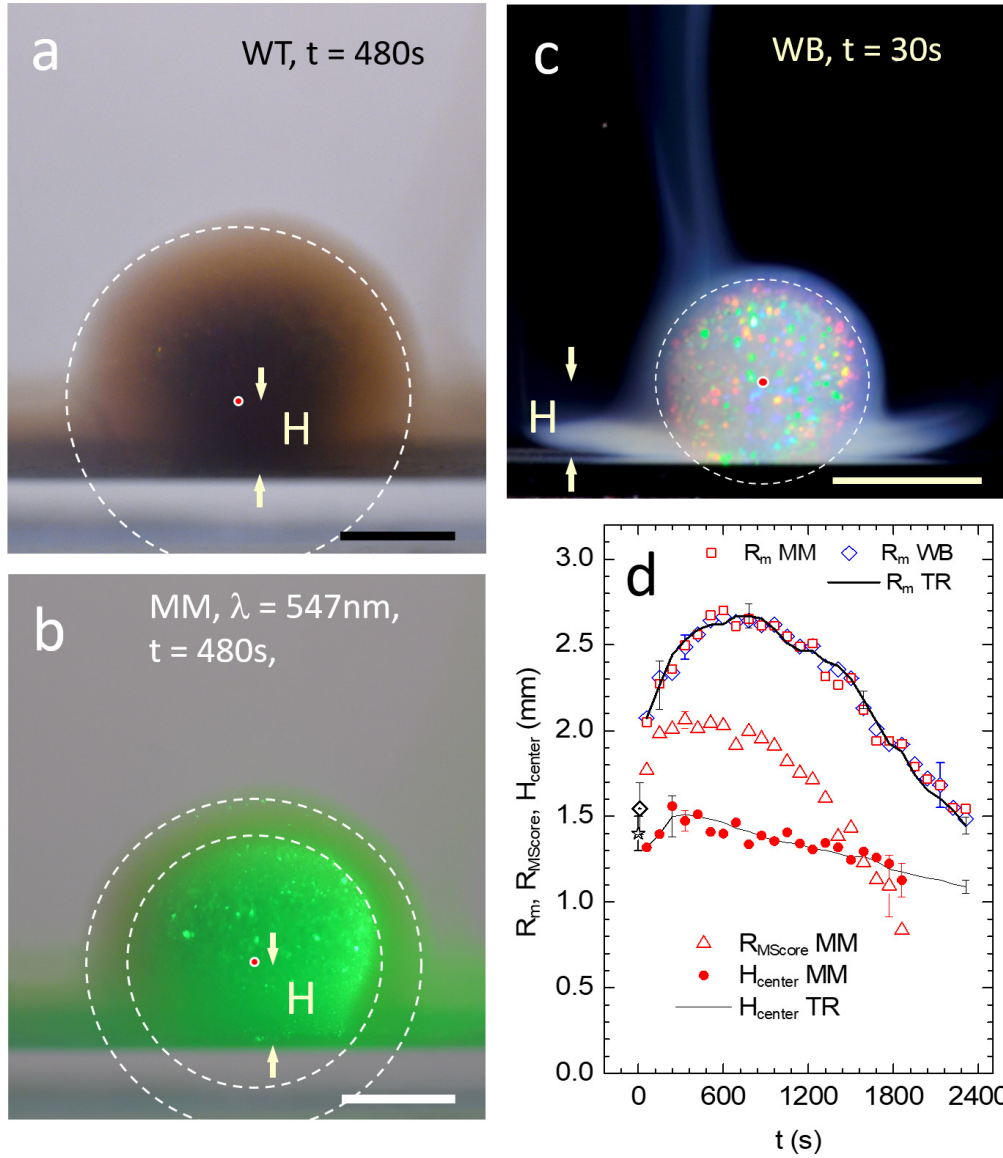 a
WT, t = 480s
H
b
MM, λ = 547nm,
t = 480s,
H
c
WB, t = 30s
H
d
R_m MM
R_m WB
R_m TR
R_MScore MM
H_center MM
H_center TR
R_m, R_MScore, H_center (mm)
3.0
2.5
2.0
1.5
1.0
0.5
0.0
0 600 1200 1800 2400
t (s)